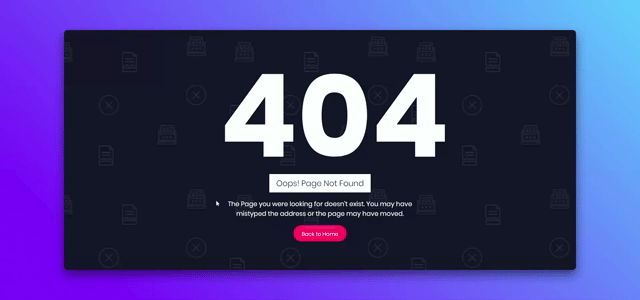 404
Oops! Page Not Found
The Page you were looking for doesn't exist. You may have
mistyped the address or the page may have moved.
Back to Home